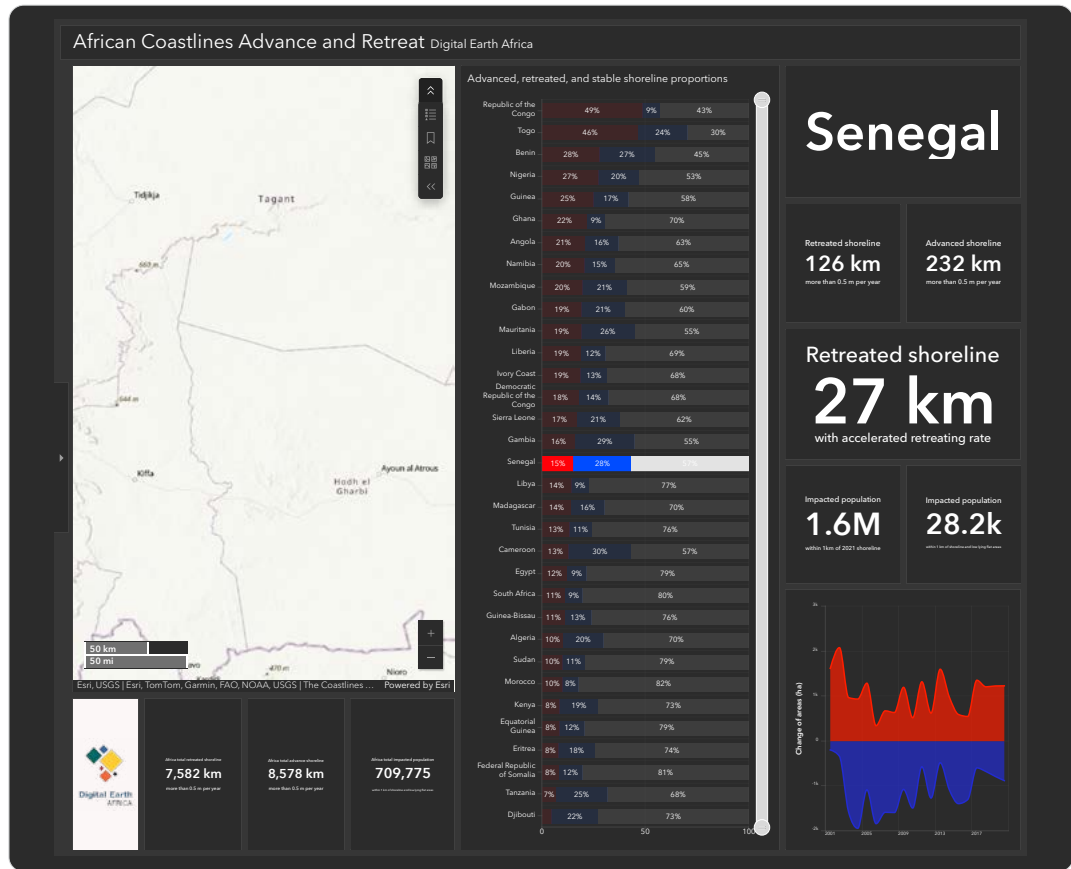 African Coastlines Advance and Retreat Digital Earth Africa
Tidjikja
Tagant
Kiffa
Ayoun al Atrous
Hodh el
Gharbi
Nioro
50 km
50 mi
Esri, USGS | Esri, TomTom, Garmin, FAO, NOAA, USGS | The Coastlines ... Powered by Esri
Digital Earth
AFRICA
Africa total retreated shoreline
7,582 km
more than 0.5 m per year
Africa total advance shoreline
8,578 km
more than 0.5 m per year
Africa total impacted population
709,775
Advanced, retreated, and stable shoreline proportions
Republic of the
Congo
49% 9% 43%
Togo 46% 24% 30%
Benin 28% 27% 45%
Nigeria 27% 20% 53%
Guinea 25% 17% 58%
Ghana 22% 9% 70%
Angola 21% 16% 63%
Namibia 20% 15% 65%
Mozambique 20% 21% 59%
Gabon 19% 21% 60%
Mauritania 19% 26% 55%
Liberia 19% 12% 69%
Ivory Coast 19% 13% 68%
Democratic
Republic of the
Congo
18% 14% 68%
Sierra Leone 17% 21% 62%
Gambia 16% 29% 55%
Senegal 15% 28%
Libya 14% 9% 77%
Madagascar 14% 16% 70%
Tunisia 13% 11% 76%
Cameroon 13% 30% 57%
Egypt 12% 9% 79%
South Africa 11% 9% 80%
Guinea-Bissau 11% 13% 76%
Algeria 10% 20% 70%
Sudan 10% 11% 79%
Morocco 10% 8% 82%
Kenya 8% 19% 73%
Equatorial
Guinea
8% 12% 79%
Eritrea 8% 18% 74%
Federal Republic
of Somalia
8% 12% 81%
Tanzania 7% 25% 68%
Djibouti 22% 73%
0 50 100
Senegal
Retreated shoreline
126 km
more than 0.5 m per year
Advanced shoreline
232 km
more than 0.5 m per year
Retreated shoreline
27 km
with accelerated retreating rate
Impacted population
1.6M
within 1km of 2021 shoreline
Impacted population
28.2k
Change of areas (ha)
3k
2k
1k
0
-1k
-2k
2001 2005 2009 2013 2017